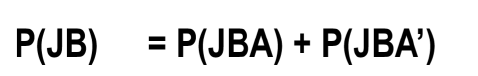 P(JB) = P(JBA) + P(JBA’)